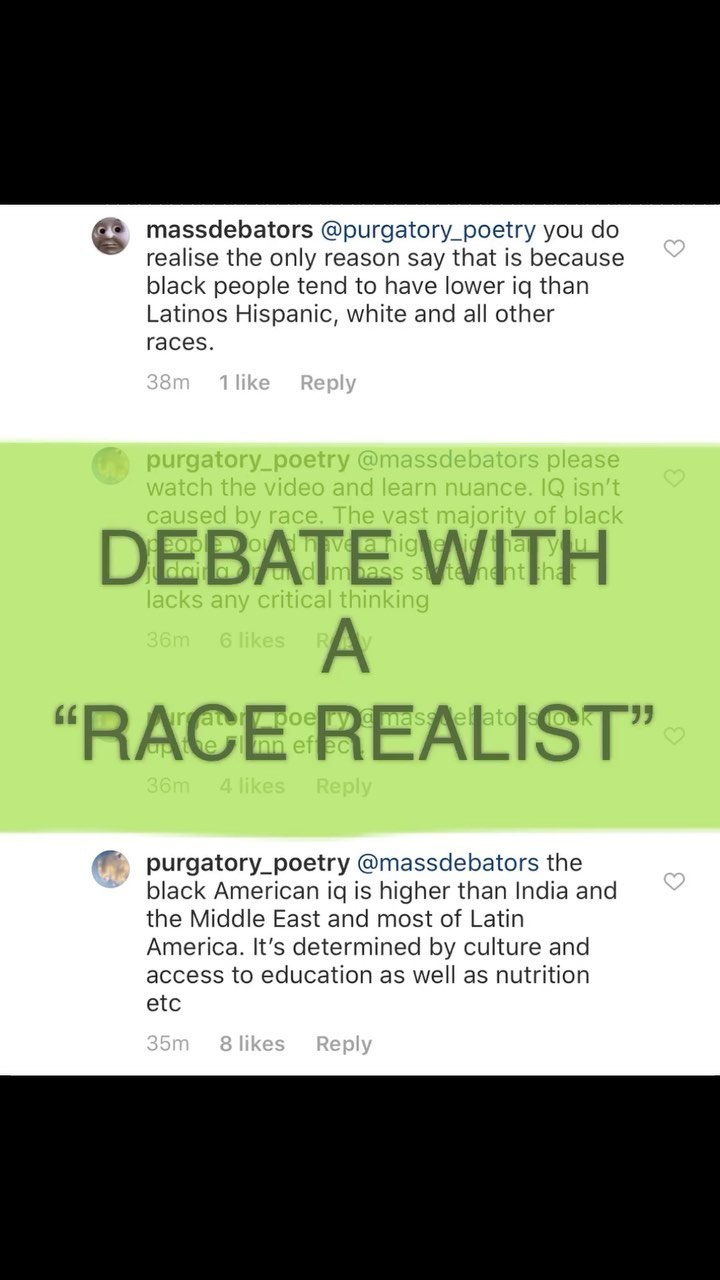 massdebators @purgatory_poetry you do
realise the only reason say that is because
black people tend to have lower iq than
Latinos Hispanic, white and all other
races.
38m 1 like Reply
purgatory_poetry @massdebators please
watch the video and learn nuance. IQ isn’t
caused by race. The vast majority of black
people would have a higher iq than you
DEBATE WITH
judging on ur dumbass statement that
lacks any critical thinking
36m 6 likes Reply
A
purgatory_poetry @massdebators look
“RACE REALIST”
up the Flynn effect.
36m 4 likes Reply
purgatory_poetry @massdebators the
black American iq is higher than India and
the Middle East and most of Latin
America. It’s determined by culture and
access to education as well as nutrition
etc
35m 8 likes Reply